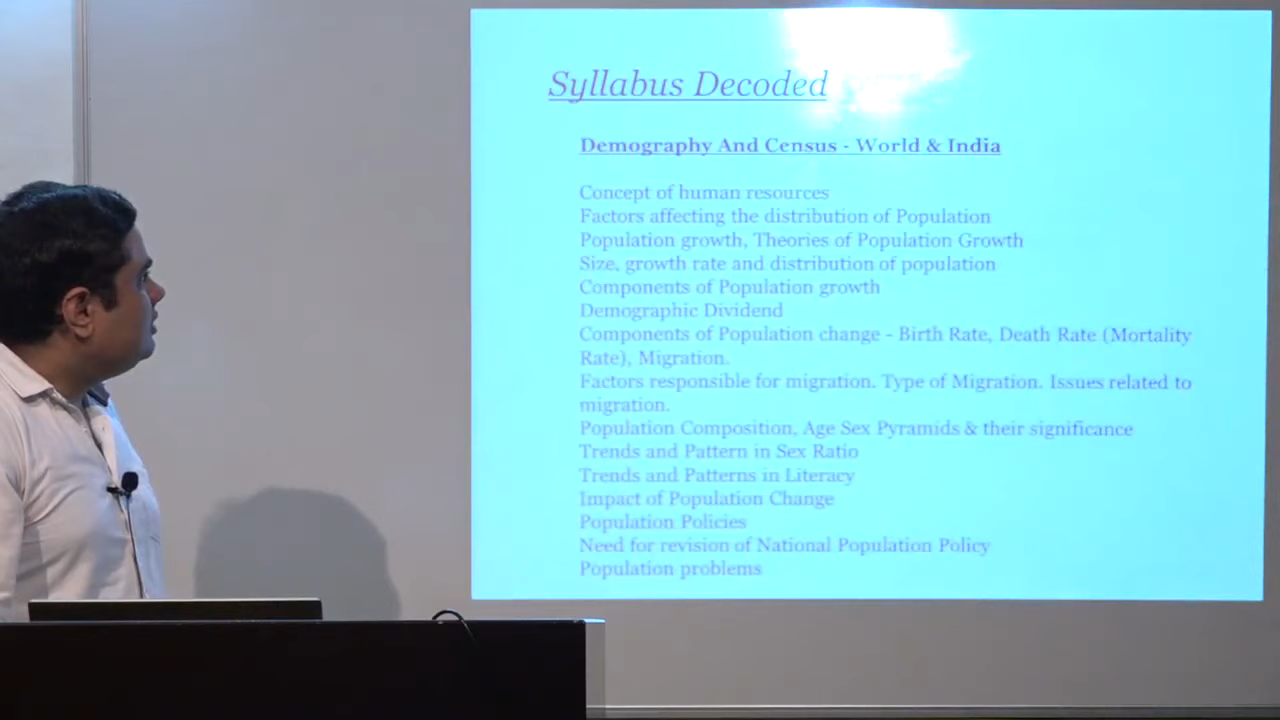 Syllabus Decoded
Demography And Census - World & India
Concept of human resources
Factors affecting the distribution of Population
Population growth, Theories of Population Growth
Size, growth rate and distribution of population
Components of Population growth
Demographic Dividend
Components of Population change - Birth Rate, Death Rate (Mortality
Rate), Migration.
Factors responsible for migration. Type of Migration. Issues related to
migration.
Population Composition, Age Sex Pyramids & their significance
Trends and Pattern in Sex Ratio
Trends and Patterns in Literacy
Impact of Population Change
Population Policies
Need for revision of National Population Policy
Population problems